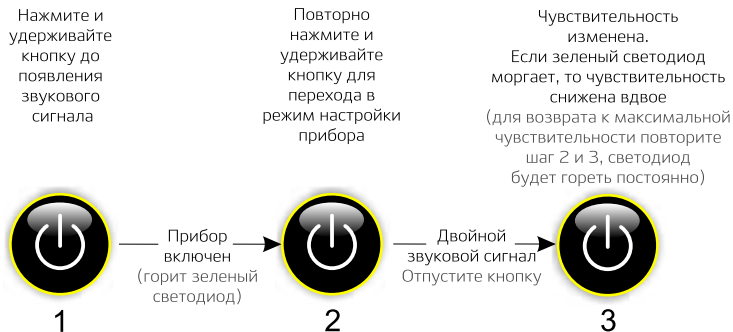 Нажмите и
удерживайте
кнопку до
появления
звукового
сигнала
Повторно
нажмите и
удерживайте
кнопку для
перехода в
режим настройки
прибора
Чувствительность
изменена.
Если зеленый светодиод
моргает, то чувствительность
снижена вдвое
(для возврата к максимальной
чувствительности повторите
шаг 2 и 3, светодиод
будет гореть постоянно)
Прибор
включен
(горит зеленый
светодиод)
Двойной
звуковой сигнал
Отпустите кнопку
1
2
3